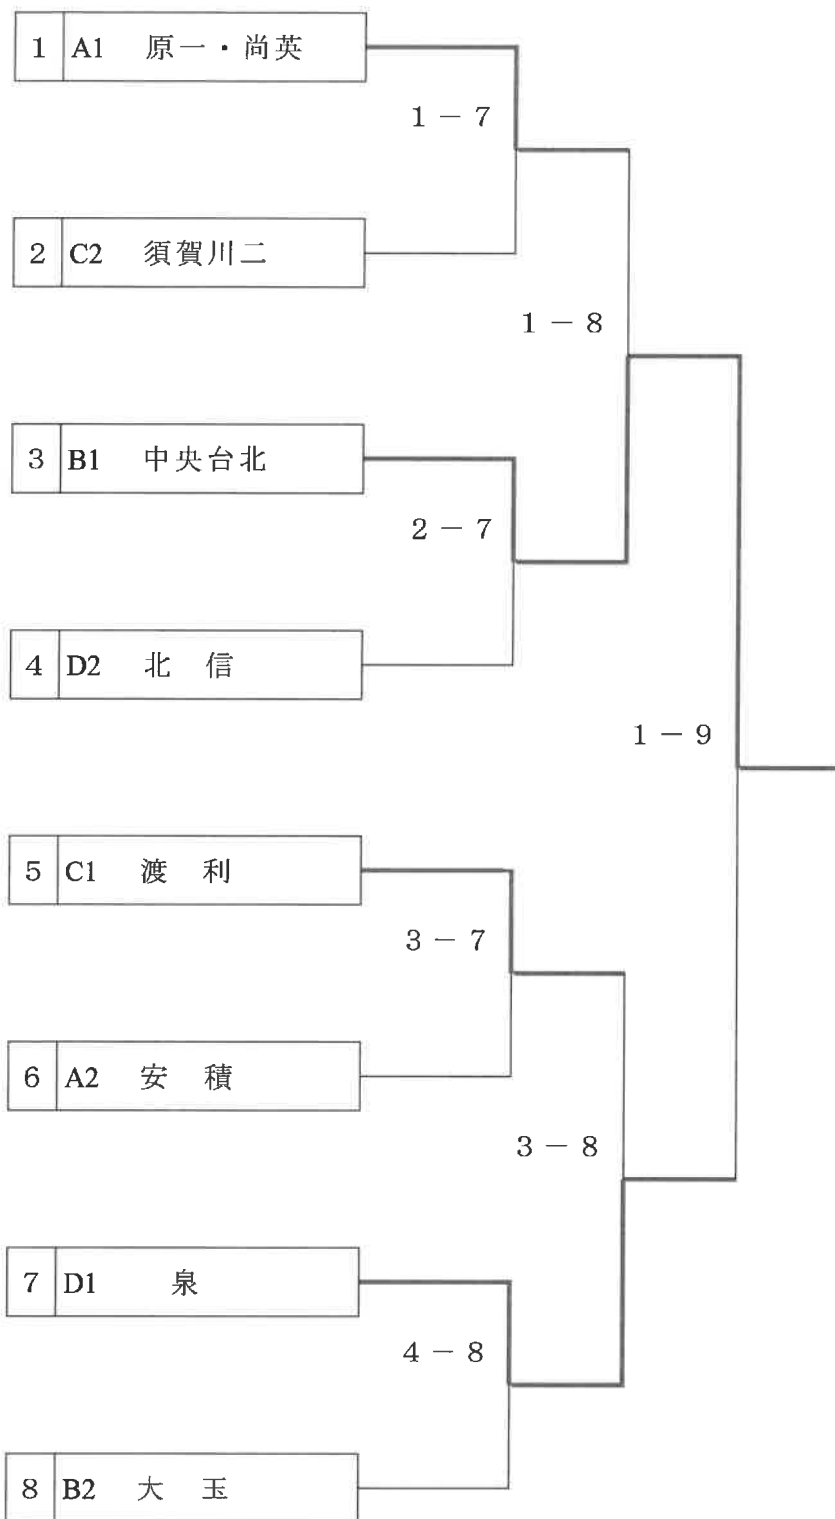 1 A1 原一・尚英
1 － 7
2 C2 須賀川二
1 － 8
3 B1 中央台北
2 － 7
4 D2 北 信
1 － 9
5 C1 渡 利
3 － 7
6 A2 安 積
3 － 8
7 D1 泉
4 － 8
8 B2 大 玉